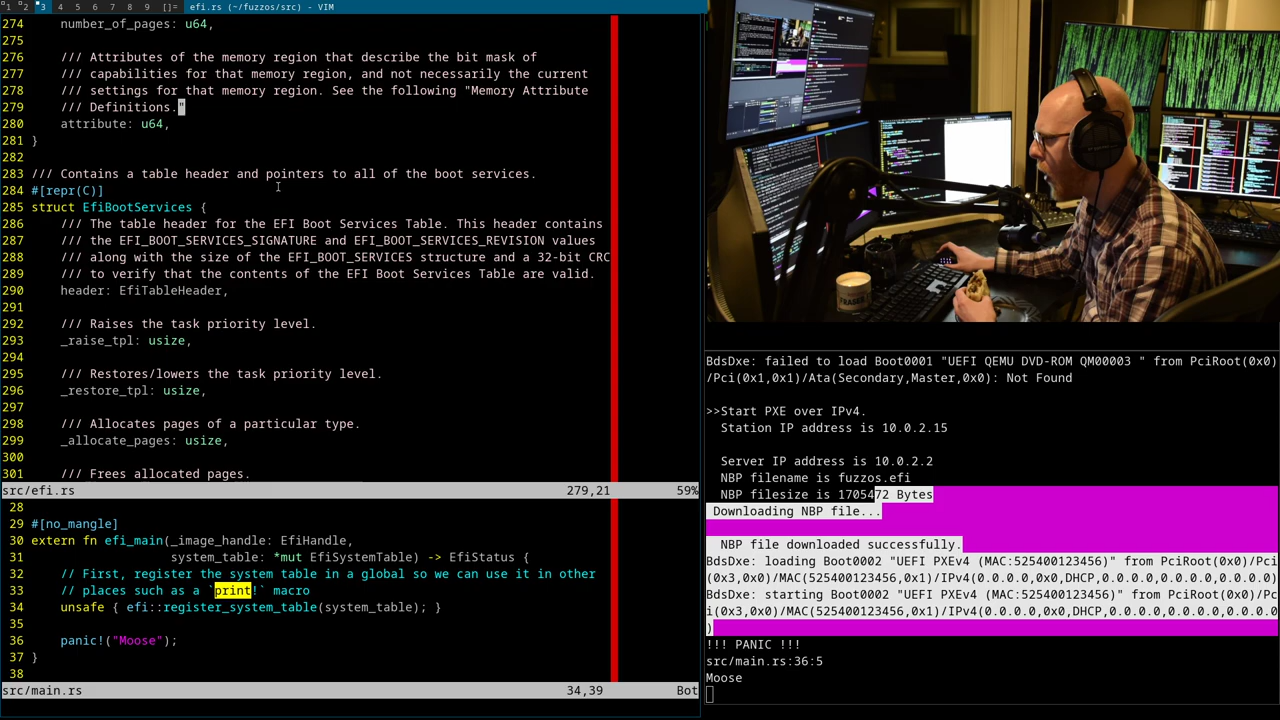 1 2 3 4 5 6 7 8 9 []= efi.rs (~/fuzzos/src) - VIM
274 number_of_pages: u64,
275
276 /// Attributes of the memory region that describe the bit mask of
277 /// capabilities for that memory region, and not necessarily the current
278 /// settings for that memory region. See the following "Memory Attribute
279 /// Definitions."
280 attribute: u64,
281 }
282
283 /// Contains a table header and pointers to all of the boot services.
284 #[repr(C)]
285 struct EfiBootServices {
286 /// The table header for the EFI Boot Services Table. This header contains
287 /// the EFI_BOOT_SERVICES_SIGNATURE and EFI_BOOT_SERVICES_REVISION values
288 /// along with the size of the EFI_BOOT_SERVICES structure and a 32-bit CRC
289 /// to verify that the contents of the EFI Boot Services Table are valid.
290 header: EfiTableHeader,
291
292 /// Raises the task priority level.
293 _raise_tpl: usize,
294
295 /// Restores/lowers the task priority level.
296 _restore_tpl: usize,
297
298 /// Allocates pages of a particular type.
299 _allocate_pages: usize,
300
301 /// Frees allocated pages.
src/efi.rs 279,21 59%
28
29 #[no_mangle]
30 extern fn efi_main(_image_handle: EfiHandle,
31 system_table: *mut EfiSystemTable) -> EfiStatus {
32 // First, register the system table in a global so we can use it in other
33 // places such as a `print!` macro
34 unsafe { efi::register_system_table(system_table); }
35
36 panic!("Moose");
37 }
38
src/main.rs 34,39 Bot
BdsDxe: failed to load Boot0001 "UEFI QEMU DVD-ROM QM00003 " from PciRoot(0x0)
/Pci(0x1,0x1)/Ata(Secondary,Master,0x0): Not Found
>>Start PXE over IPv4.
Station IP address is 10.0.2.15
Server IP address is 10.0.2.2
NBP filename is fuzzos.efi
NBP filesize is 1705472 Bytes
Downloading NBP file...
NBP file downloaded successfully.
BdsDxe: loading Boot0002 "UEFI PXEv4 (MAC:525400123456)" from PciRoot(0x0)/Pci
(0x3,0x0)/MAC(525400123456,0x1)/IPv4(0.0.0.0,0x0,DHCP,0.0.0.0,0.0.0.0,0.0.0.0)
BdsDxe: starting Boot0002 "UEFI PXEv4 (MAC:525400123456)" from PciRoot(0x0)/Pc
i(0x3,0x0)/MAC(525400123456,0x1)/IPv4(0.0.0.0,0x0,DHCP,0.0.0.0,0.0.0.0,0.0.0.0
)
!!! PANIC !!!
src/main.rs:36:5
Moose